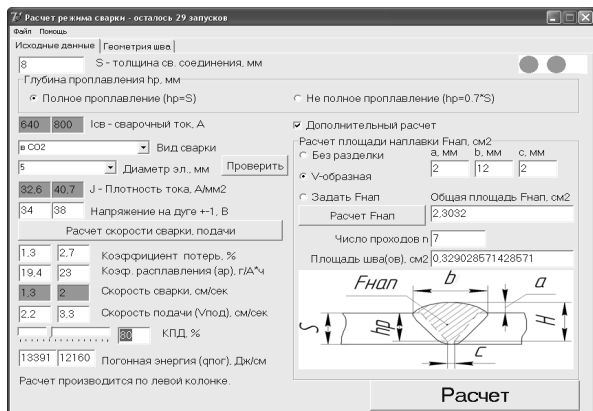 Расчет режима сварки - осталось 29 запусков
Файл Помощь
Исходные данные Геометрия шва
8 S - толщина св. соединения, мм
Глубина проплавления hp, мм
Полное проплавление (hp=S) Не полное проплавление (hp=0.7*S)
640 800 Iсв - сварочный ток, А
Дополнительный расчет
в СО2 Вид сварки
5 Диаметр эл., мм Проверить
32,6 40,7 J - Плотность тока, А/мм2
34 38 Напряжение на дуге +-1, В
Расчет скорости сварки, подачи
1,3 2,7 Коэффициент потерь, %
19,4 23 Коэф. расплавления (ар), г/А*ч
1,3 2 Скорость сварки, см/сек
2,2 3,3 Скорость подачи (Vпод), см/сек
80 КПД, %
13391 12160 Погонная энергия (qпог), Дж/см
Расчет производится по левой колонке.
Расчет площади наплавки Fнап, см2
Без разделки a, мм b, мм c, мм
V-образная 2 12 2
Задать Fнап Общая площадь Fнап, см2
Расчет Fнап 2,3032
Число проходов n 7
Площадь шва(ов), см2 0,329028571428571
Fнап b a
S hp H
c
Расчет